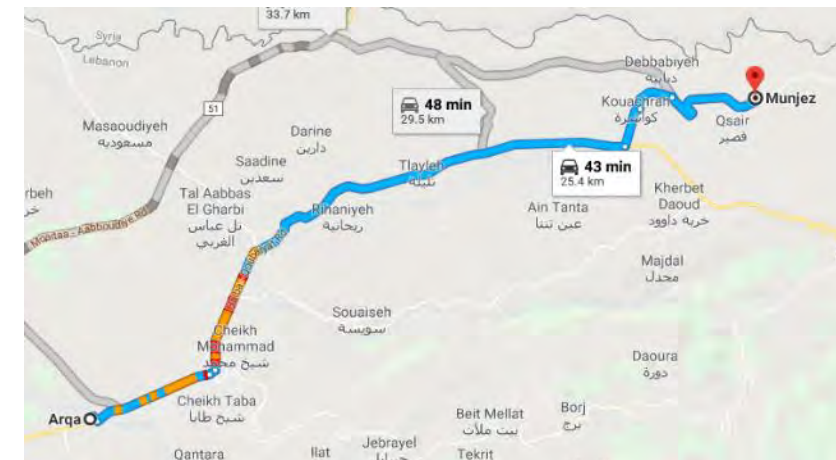 33.7 km
Syria
Lebanon
Debbabiyeh
دبابية
Munjez
48 min
29.5 km
Kouachran
كواشرة
Qsair
قصير
51
Masaoudiyeh
مسعودية
Darine
دارين
Saadine
سعدين
Tlayleh
تليلة
43 min
25.4 km
Kherbet
Daoud
خربة داوود
Tal Aabbas
El Gharbi
تل عباس
الغربي
Rihaniyeh
ريحانية
Ain Tanta
عين تنتا
Aabboudiye Rd
Majdal
مجدل
Souaiseh
سويسة
Cheikh
Mohammad
شيخ محمد
Daoura
دورة
Arqa
Cheikh Taba
شيخ طابا
Beit Mellat
بيت ملات
Borj
برج
Qantara
Ilat
Jebrayel
Tekrit